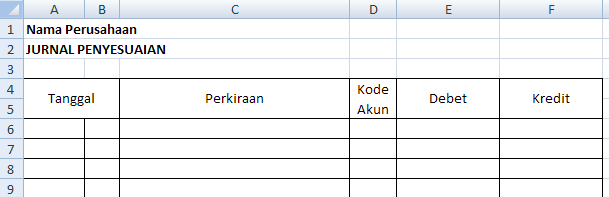 A B C D E F
1 Nama Perusahaan
2 JURNAL PENYESUAIAN
3
4 Tanggal Perkiraan Kode Akun Debet Kredit
5
6
7
8
9